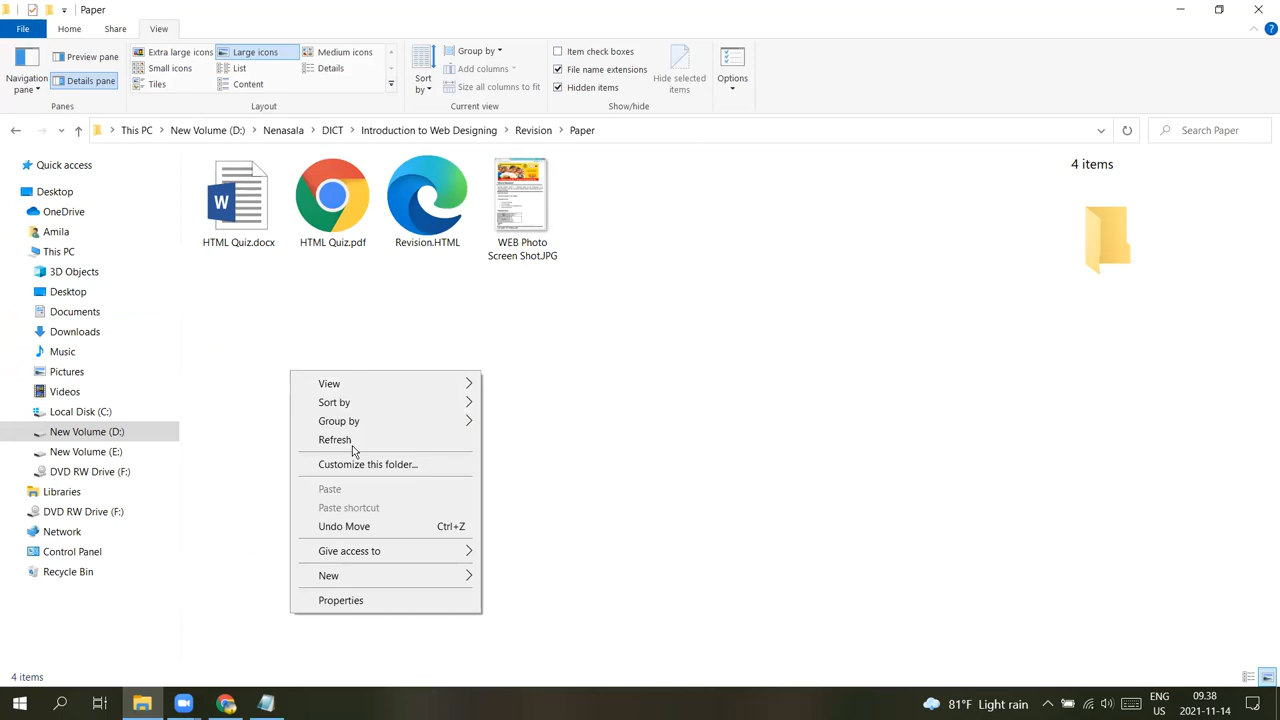 Paper
File
Home
Share
View
Navigation pane
Preview pane
Details pane
Panes
Extra large icons
Large icons
Medium icons
Small icons
List
Details
Tiles
Content
Layout
Sort by
Group by
Add columns
Size all columns to fit
Current view
Item check boxes
File name extensions
Hidden items
Hide selected items
Show/hide
Options
This PC
New Volume (D:)
Nenasala
DICT
Introduction to Web Designing
Revision
Paper
Search Paper
Quick access
Desktop
OneDrive
Amila
This PC
3D Objects
Desktop
Documents
Downloads
Music
Pictures
Videos
Local Disk (C:)
New Volume (D:)
New Volume (E:)
DVD RW Drive (F:)
Libraries
DVD RW Drive (F:)
Network
Control Panel
Recycle Bin
HTML Quiz.docx
HTML Quiz.pdf
Revision.HTML
WEB Photo
Screen Shot.JPG
4 items
View
Sort by
Group by
Refresh
Customize this folder...
Paste
Paste shortcut
Undo Move Ctrl+Z
Give access to
New
Properties
4 items
81°F Light rain
ENG
US
09.38
2021-11-14